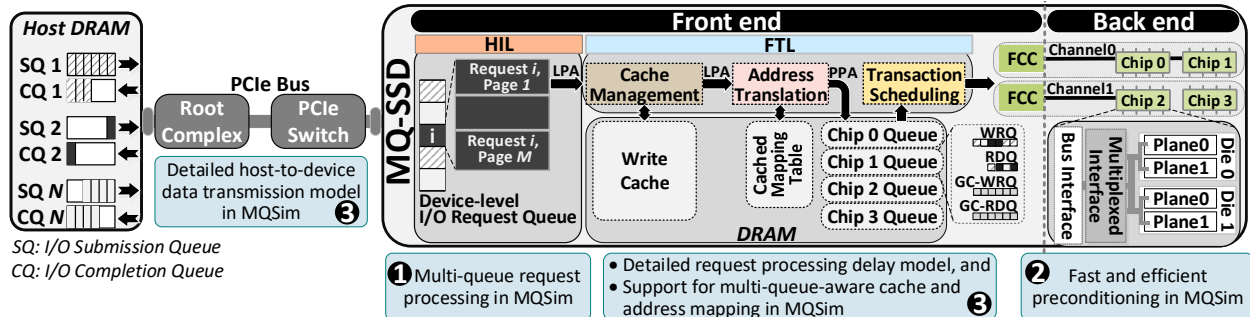 Host DRAM
SQ 1
CQ 1
SQ 2
CQ 2
SQ N
CQ N
SQ: I/O Submission Queue
CQ: I/O Completion Queue
PCIe Bus
Root
Complex
PCIe
Switch
Detailed host-to-device
data transmission model
in MQSim
3
MQ-SSD
Front end
Back end
HIL
FTL
i
Request i,
Page 1
Request i,
Page M
Device-level
I/O Request Queue
LPA
Cache
Management
LPA
Address
Translation
PPA
Transaction
Scheduling
Write
Cache
Cached
Mapping
Table
Chip 0 Queue
Chip 1 Queue
Chip 2 Queue
Chip 3 Queue
DRAM
WRQ
RDQ
GC-WRQ
GC-RDQ
FCC
Channel0
Chip 0
Chip 1
FCC
Channel1
Chip 2
Chip 3
Bus Interface
Multiplexed
Interface
Plane0
Plane1
Die 0
Plane0
Plane1
Die 1
1 Multi-queue request
processing in MQSim
• Detailed request processing delay model, and
• Support for multi-queue-aware cache and
address mapping in MQSim
3
2 Fast and efficient
preconditioning in MQSim